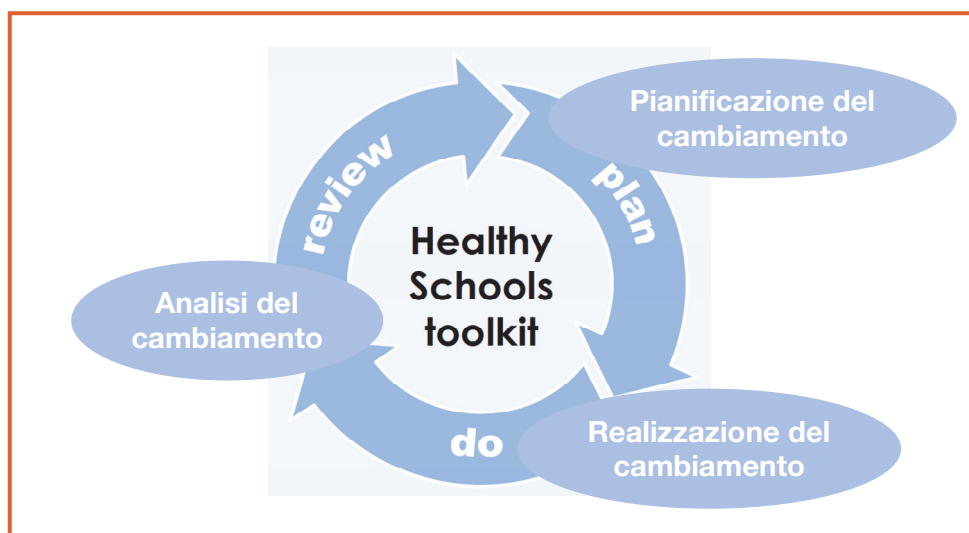 Pianificazione del
cambiamento
review
plan
Healthy
Schools
toolkit
Analisi del
cambiamento
do
Realizzazione del
cambiamento